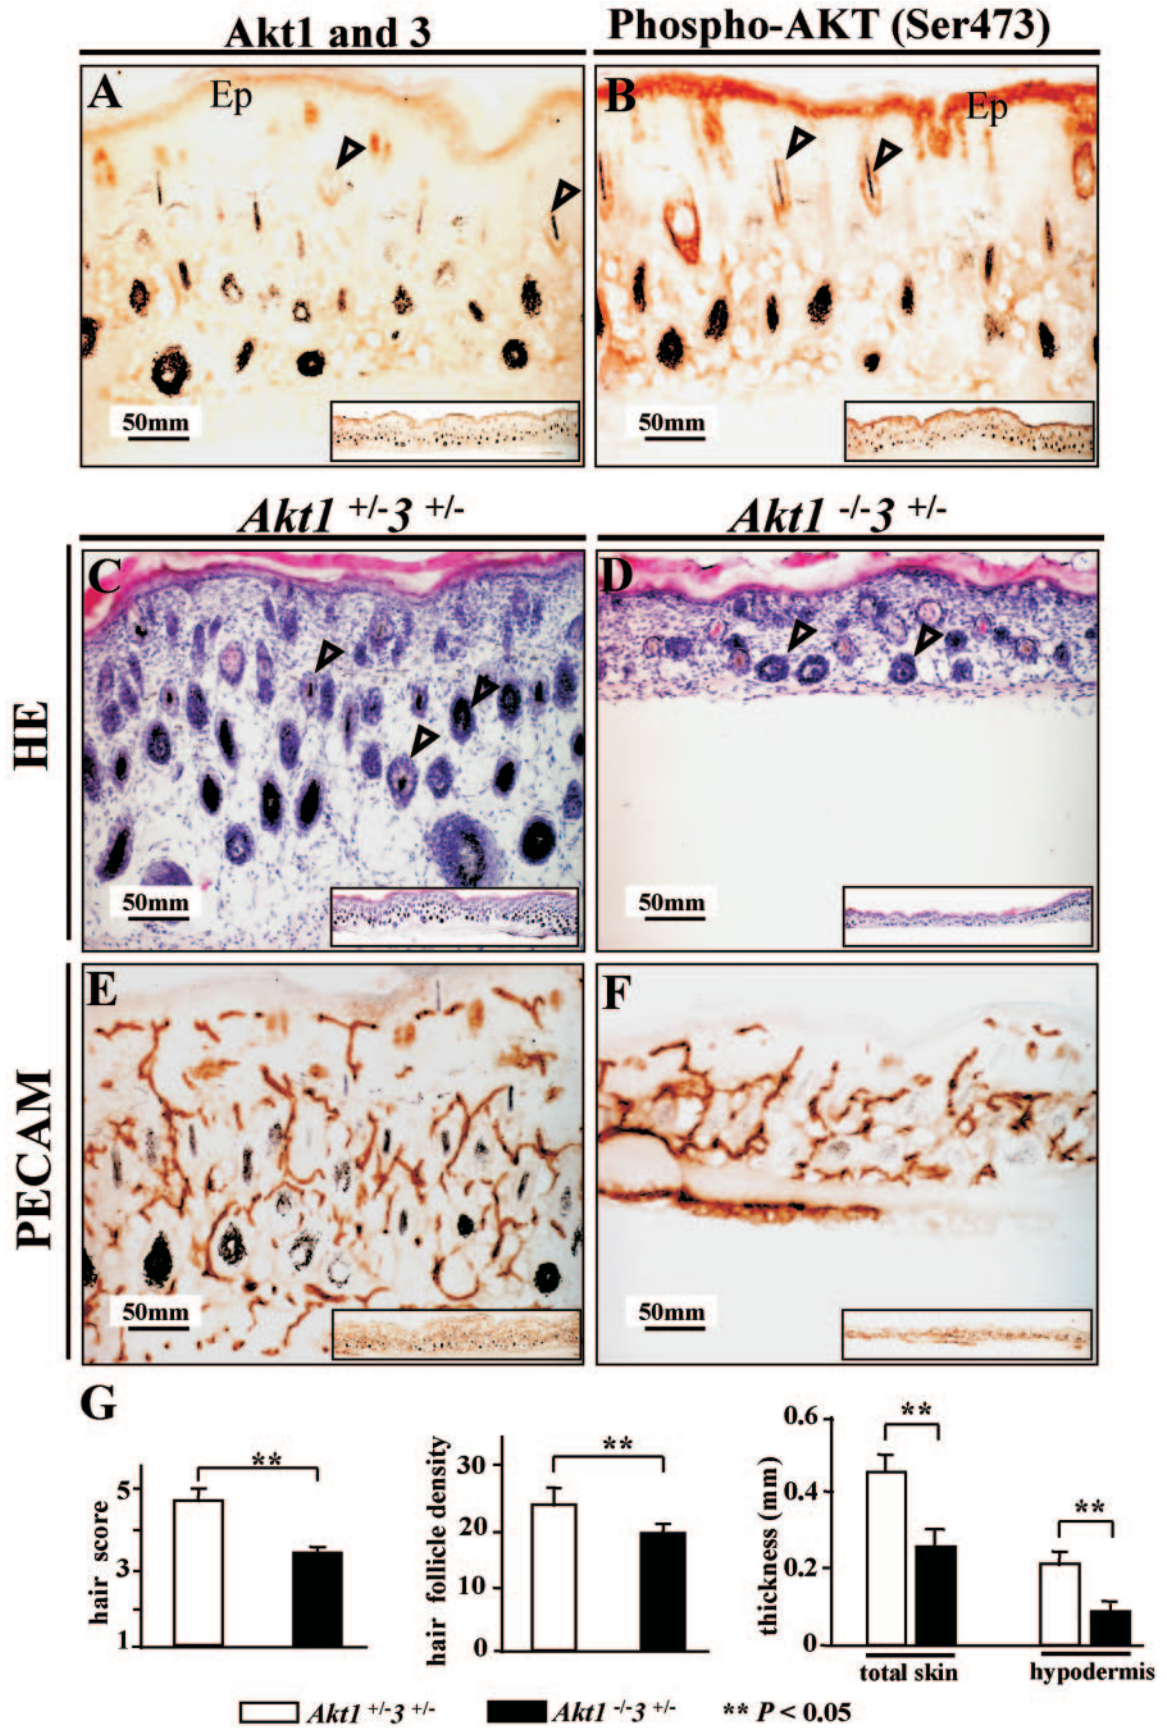 Akt1 and 3
Phospho-AKT (Ser473)
A
Ep
50mm
B
Ep
50mm
Akt1 +/-3 +/-
Akt1 -/-3 +/-
HE
C
50mm
D
50mm
PECAM
E
50mm
F
50mm
G
hair score
5
3
1
**
hair follicle density
30
20
10
0
**
thickness (mm)
0.6
0.4
0.2
0
**
**
total skin
hypodermis
Akt1 +/-3 +/-
Akt1 -/-3 +/-
** P < 0.05